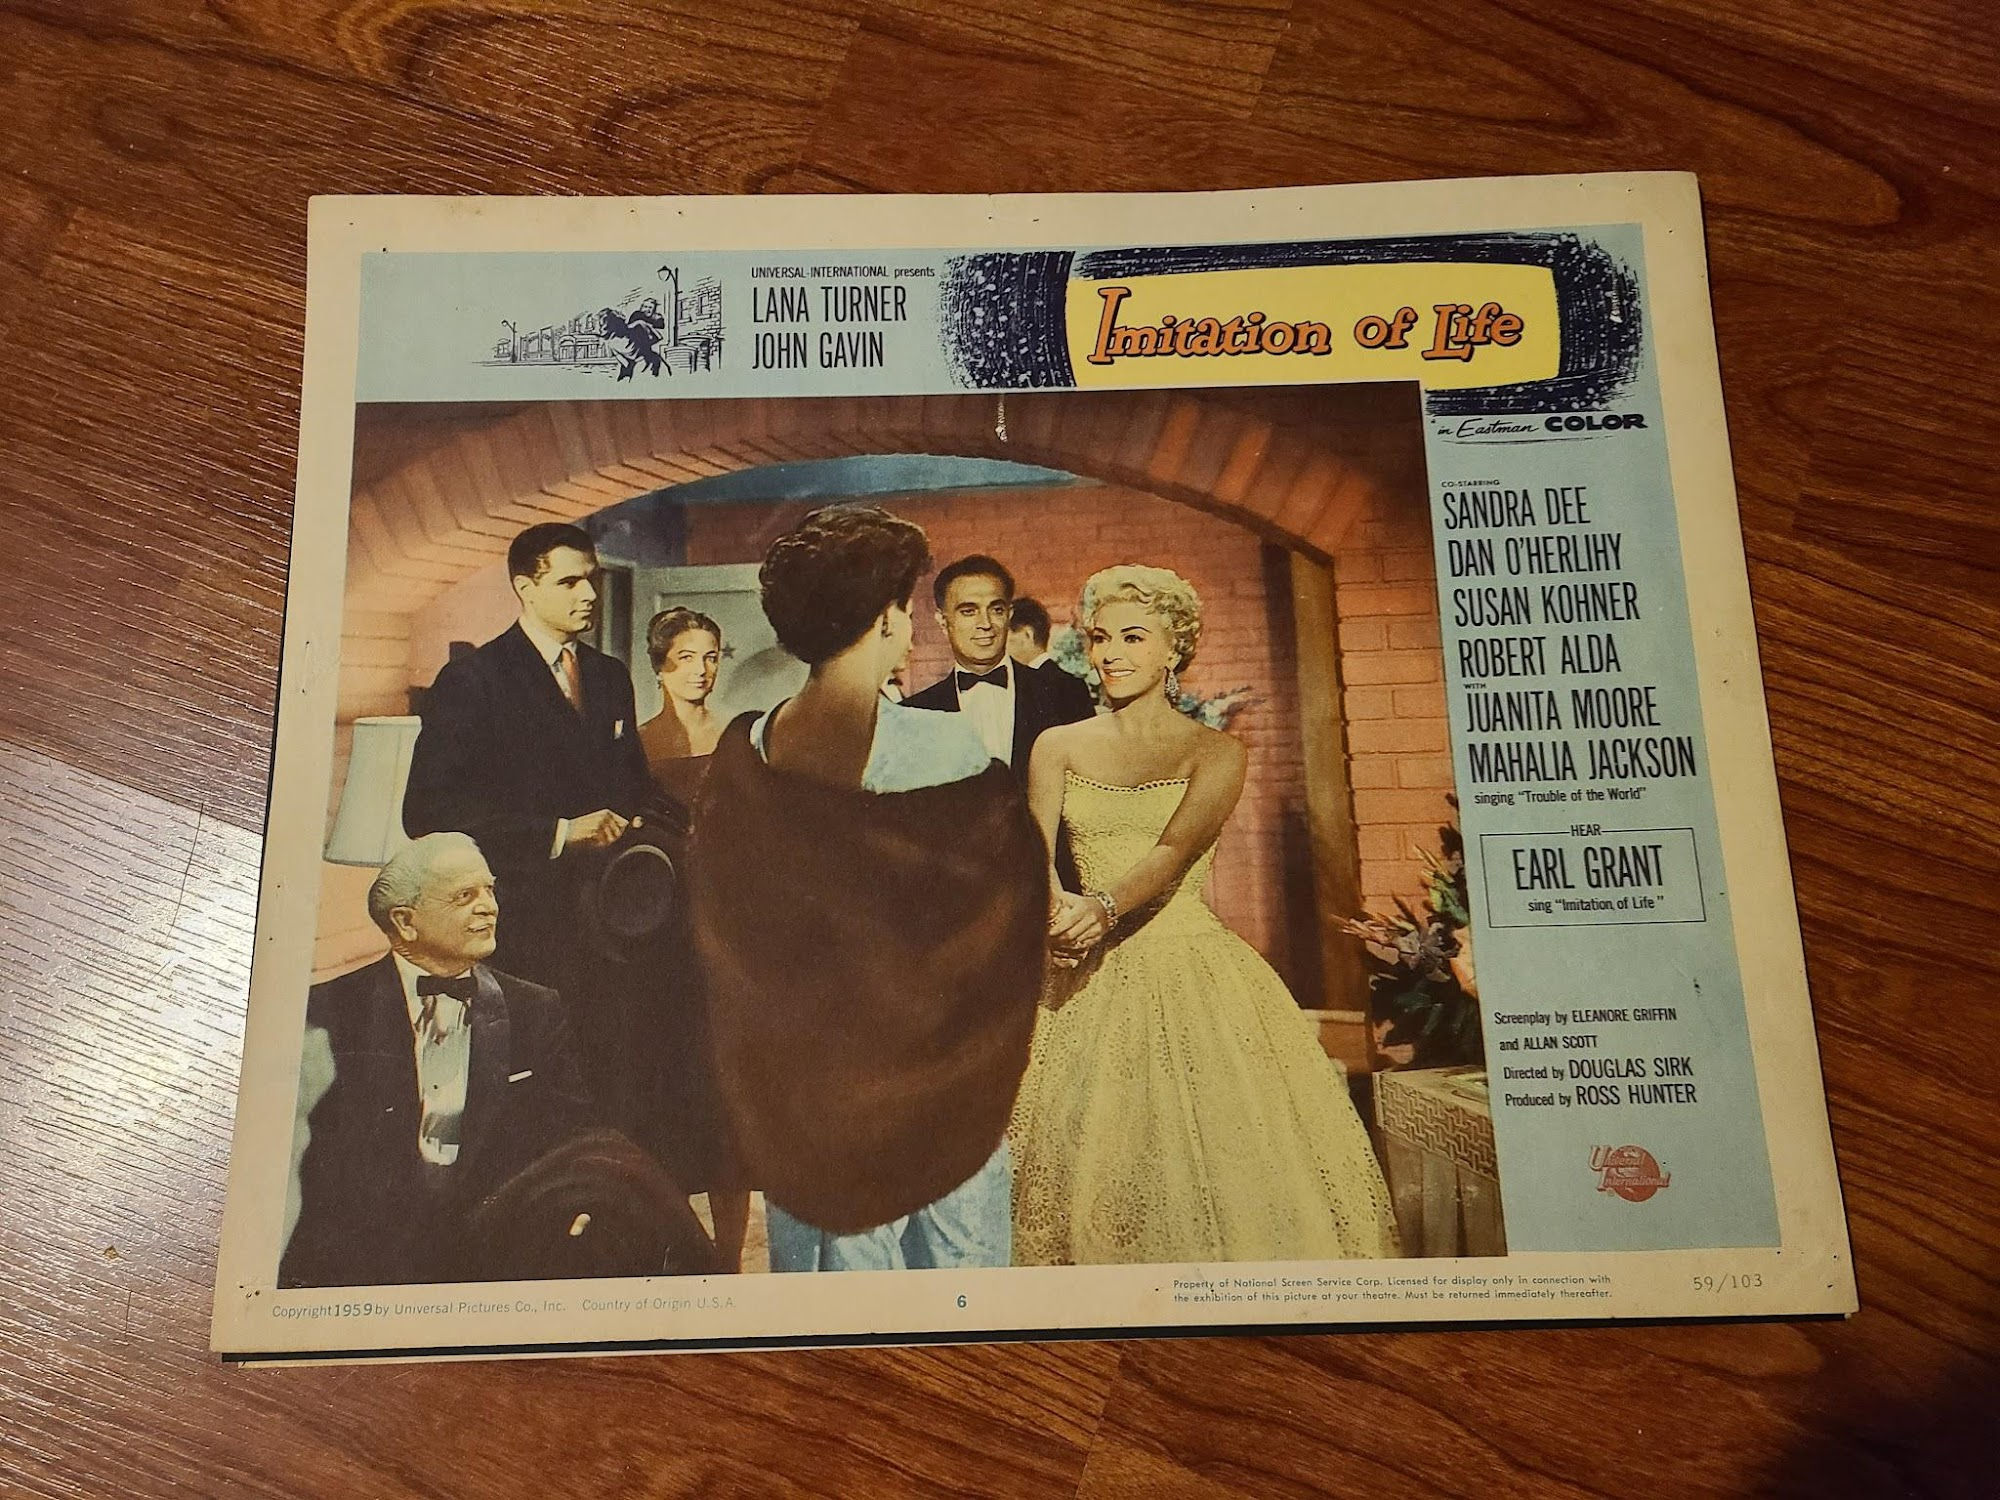 UNIVERSAL-INTERNATIONAL presents
LANA TURNER
JOHN GAVIN
Imitation of Life
in Eastman COLOR
CO-STARRING
SANDRA DEE
DAN O'HERLIHY
SUSAN KOHNER
ROBERT ALDA
WITH
JUANITA MOORE
MAHALIA JACKSON
singing "Trouble of the World"
HEAR
EARL GRANT
sing "Imitation of Life"
Screenplay by ELEANORE GRIFFIN
and ALLAN SCOTT
Directed by DOUGLAS SIRK
Produced by ROSS HUNTER
Universal
International
Copyright 1959 by Universal Pictures Co., Inc. Country of Origin U.S.A.
6
Property of National Screen Service Corp. Licensed for display only in connection with
the exhibition of this picture at your theatre. Must be returned immediately thereafter.
59/103